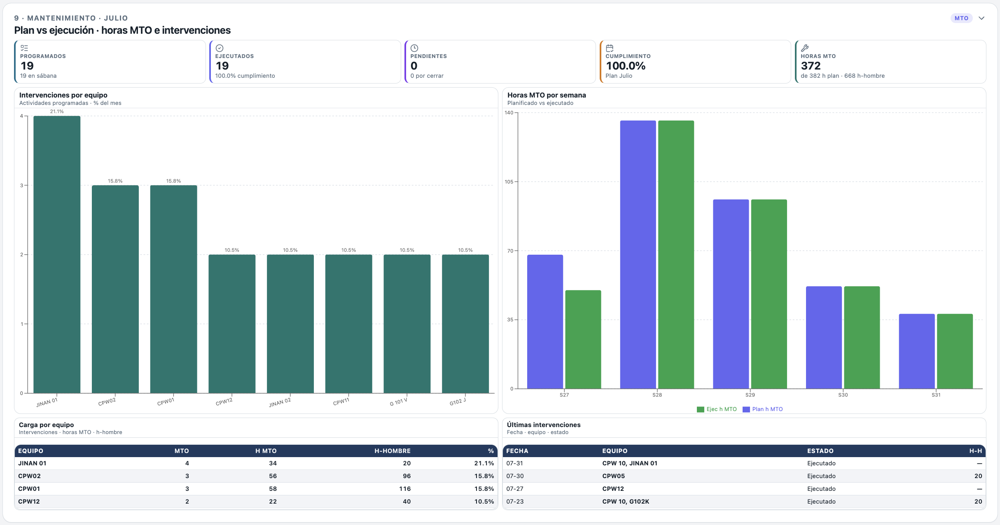 9 · MANTENIMIENTO · JULIO
MTO
Plan vs ejecución · horas MTO e intervenciones
PROGRAMADOS
19
19 en sábana
EJECUTADOS
19
100.0% cumplimiento
PENDIENTES
0
0 por cerrar
CUMPLIMIENTO
100.0%
Plan Julio
HORAS MTO
372
de 382 h plan · 668 h-hombre
Intervenciones por equipo
Actividades programadas · % del mes
4
3
2
1
0
21.1%
15.8%
15.8%
10.5%
10.5%
10.5%
10.5%
10.5%
JINAN 01
CPW02
CPW01
CPW12
JINAN 02
CPW11
G 101 V
G102 J
Horas MTO por semana
Planificado vs ejecutado
140
105
70
35
0
S27
S28
S29
S30
S31
Ejec h MTO
Plan h MTO
Carga por equipo
Intervenciones · horas MTO · h-hombre
EQUIPO MTO H MTO H-HOMBRE %
JINAN 01 4 34 20 21.1%
CPW02 3 56 96 15.8%
CPW01 3 58 116 15.8%
CPW12 2 22 40 10.5%
Últimas intervenciones
Fecha · equipo · estado
FECHA EQUIPO ESTADO H-H
07-31 CPW 10, JINAN 01 Ejecutado —
07-30 CPW05 Ejecutado 20
07-27 CPW12 Ejecutado —
07-23 CPW 10, G102K Ejecutado 20